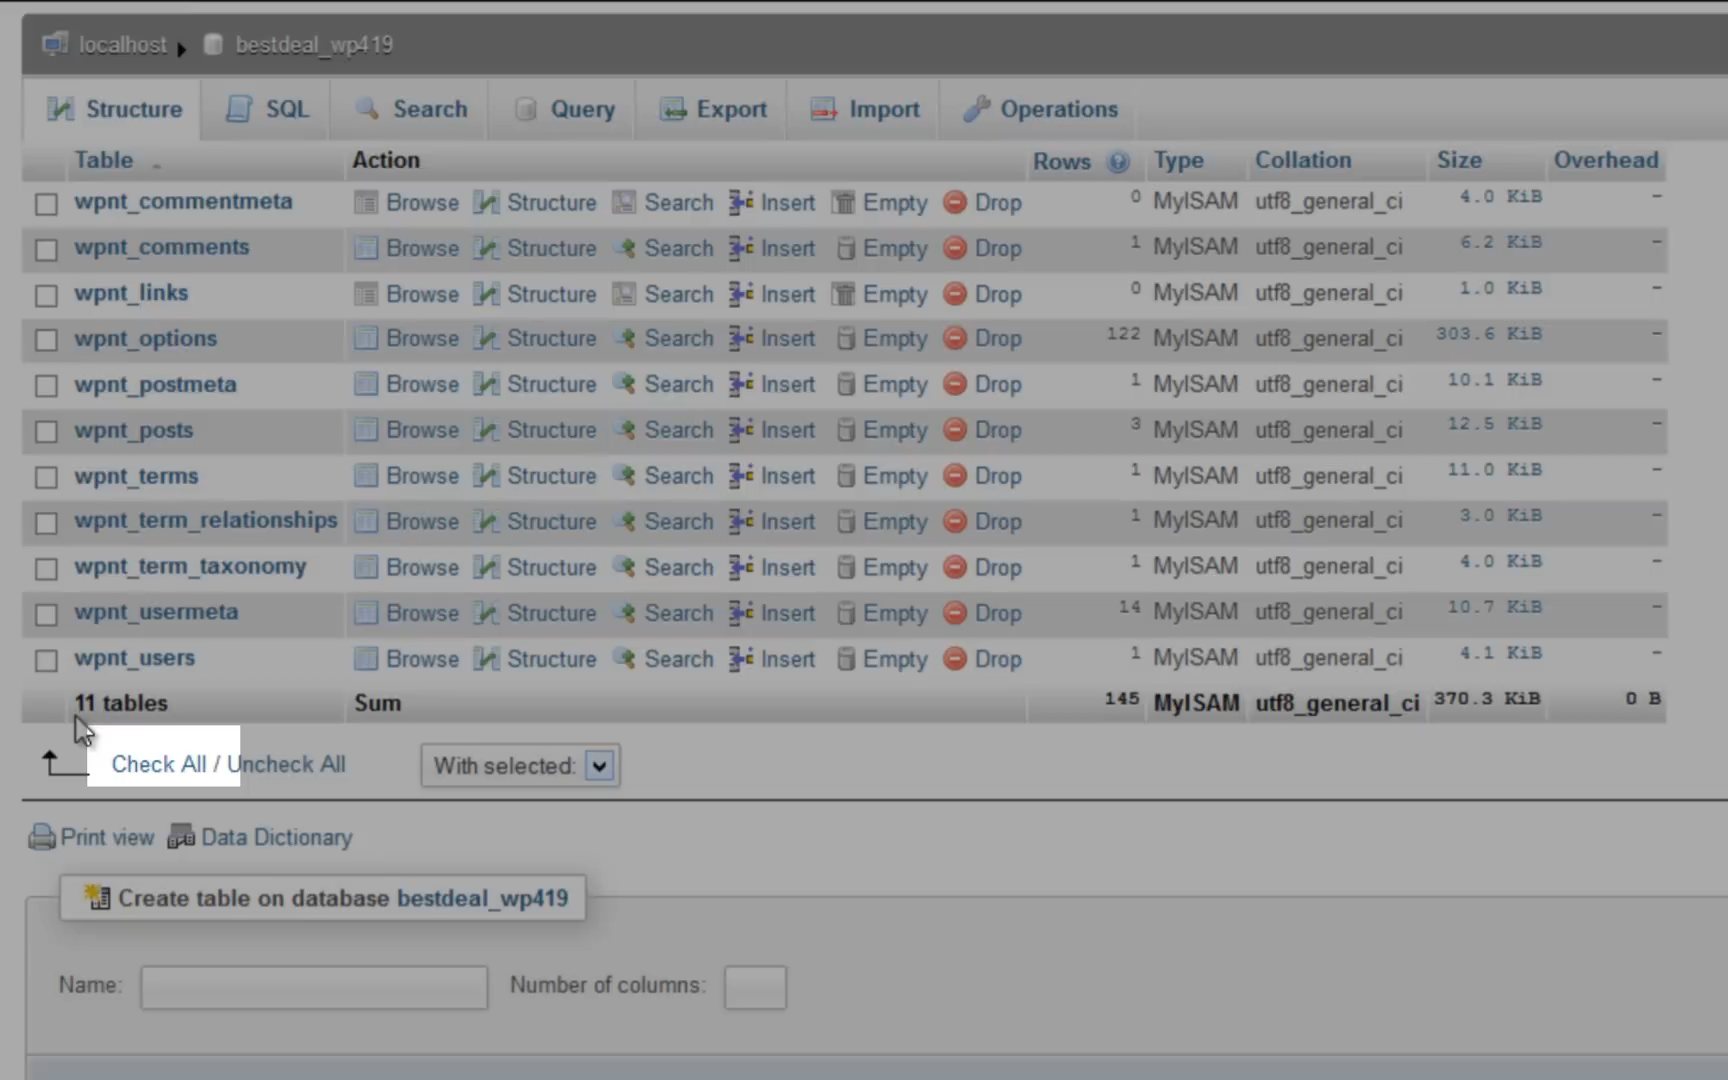 localhost bestdeal_wp419
Structure SQL Search Query Export Import Operations
Table Action Rows Type Collation Size Overhead
wpnt_commentmeta Browse Structure Search Insert Empty Drop 0 MyISAM utf8_general_ci 4.0 KiB -
wpnt_comments Browse Structure Search Insert Empty Drop 1 MyISAM utf8_general_ci 6.2 KiB -
wpnt_links Browse Structure Search Insert Empty Drop 0 MyISAM utf8_general_ci 1.0 KiB -
wpnt_options Browse Structure Search Insert Empty Drop 122 MyISAM utf8_general_ci 303.6 KiB -
wpnt_postmeta Browse Structure Search Insert Empty Drop 1 MyISAM utf8_general_ci 10.1 KiB -
wpnt_posts Browse Structure Search Insert Empty Drop 3 MyISAM utf8_general_ci 12.5 KiB -
wpnt_terms Browse Structure Search Insert Empty Drop 1 MyISAM utf8_general_ci 11.0 KiB -
wpnt_term_relationships Browse Structure Search Insert Empty Drop 1 MyISAM utf8_general_ci 3.0 KiB -
wpnt_term_taxonomy Browse Structure Search Insert Empty Drop 1 MyISAM utf8_general_ci 4.0 KiB -
wpnt_usermeta Browse Structure Search Insert Empty Drop 14 MyISAM utf8_general_ci 10.7 KiB -
wpnt_users Browse Structure Search Insert Empty Drop 1 MyISAM utf8_general_ci 4.1 KiB -
11 tables Sum 145 MyISAM utf8_general_ci 370.3 KiB 0 B
Check All / Uncheck All With selected:
Print view Data Dictionary
Create table on database bestdeal_wp419
Name: Number of columns: